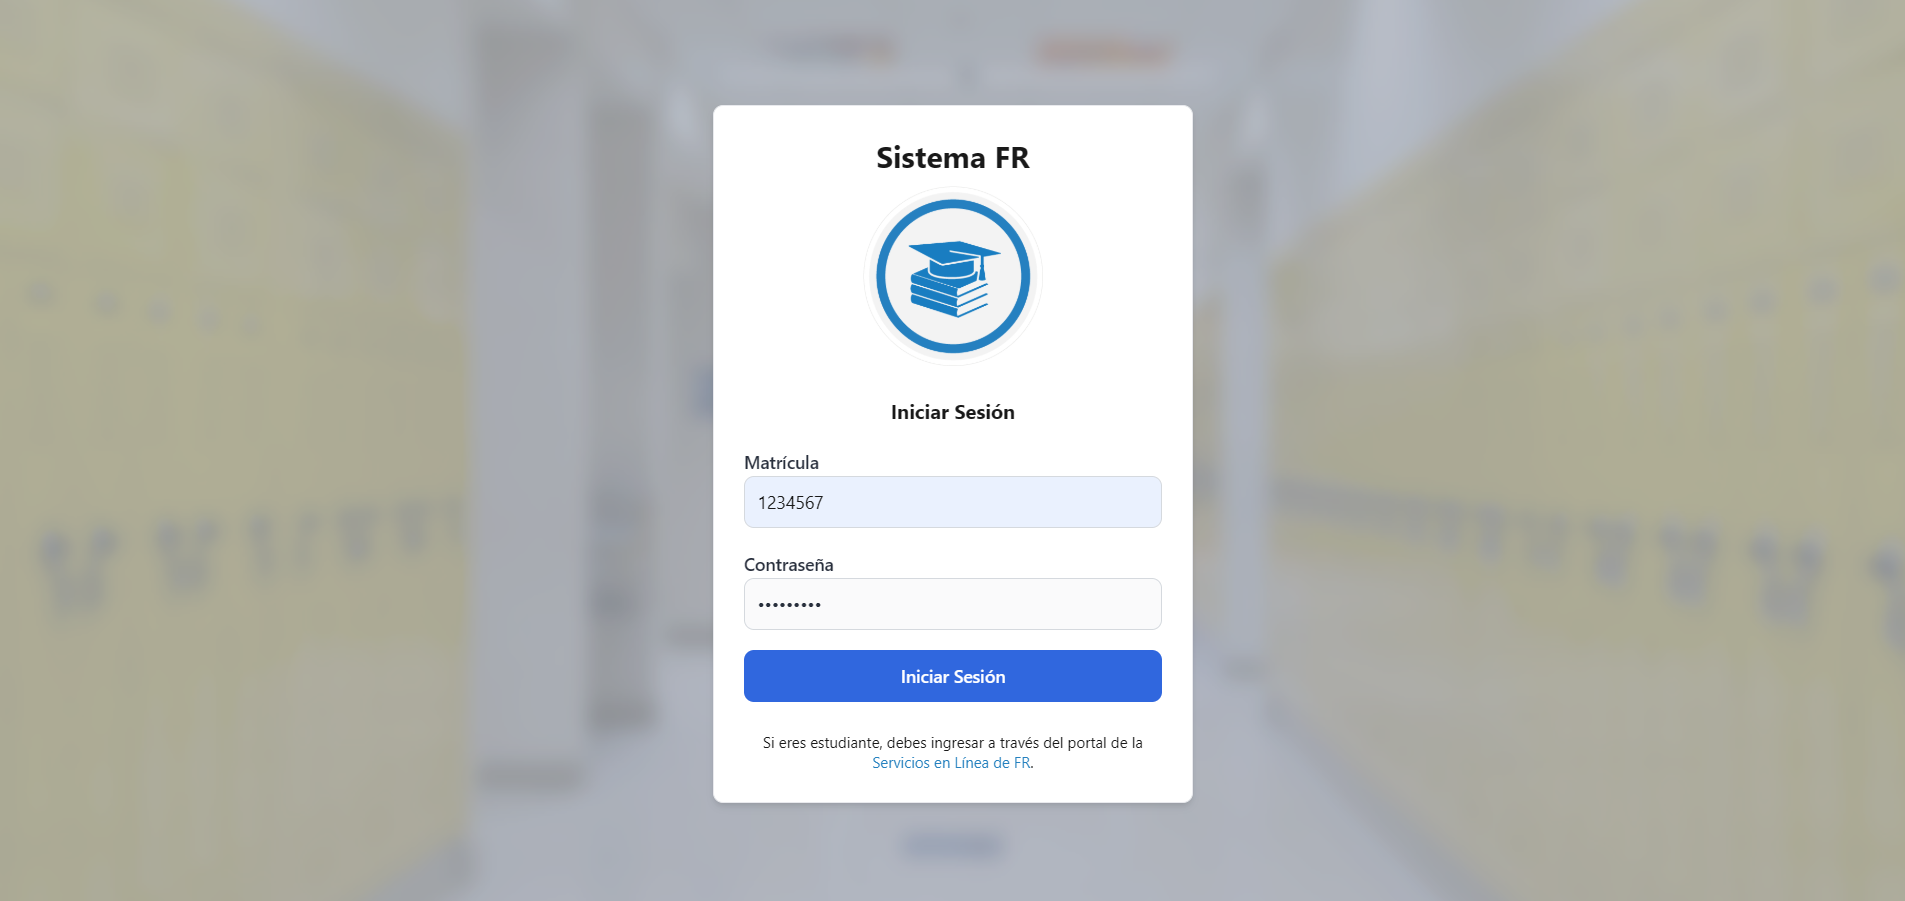 Sistema FR
Iniciar Sesión
Matrícula
1234567
Contraseña
•••••••••
Iniciar Sesión
Si eres estudiante, debes ingresar a través del portal de la
Servicios en Línea de FR.